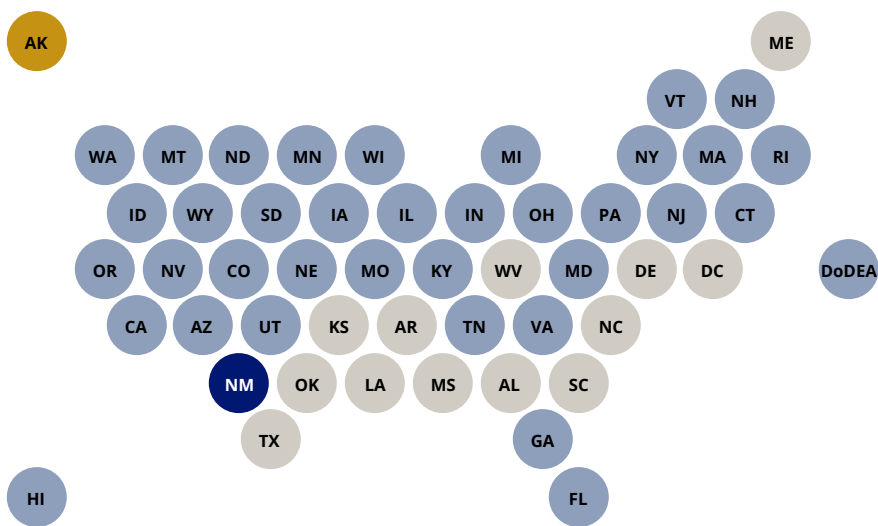 AK ME
VT NH
WA MT ND MN WI MI NY MA RI
ID WY SD IA IL IN OH PA NJ CT
OR NV CO NE MO KY WV MD DE DC DoDEA
CA AZ UT KS AR TN VA NC
NM OK LA MS AL SC
TX GA
HI FL